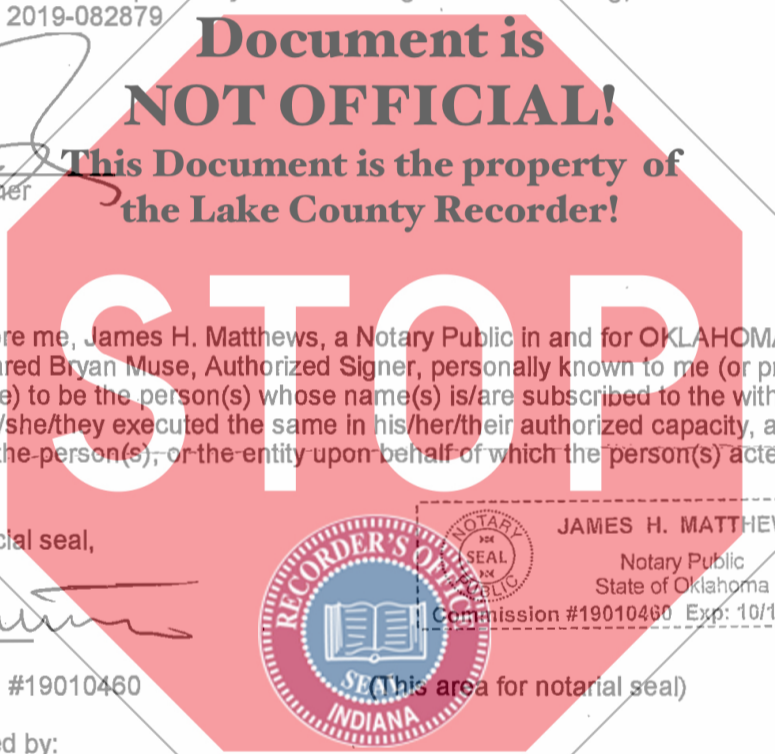 2019-082879
Document is
NOT OFFICIAL!
This Document is the property of
the Lake County Recorder!
ner
STOP
re me, James H. Matthews, a Notary Public in and for OKLAHOMA
red Bryan Muse, Authorized Signer, personally known to me (or pr
e) to be the person(s) whose name(s) is/are subscribed to the with
/she/they executed the same in his/her/their authorized capacity, a
the person(s), or the entity upon behalf of which the person(s) acte
cial seal,
NOTARY
SEAL
PUBLIC
JAMES H. MATTHEW
Notary Public
State of Oklahoma
Commission #19010460 Exp: 10/1
RECORDER'S OFFICE
SEAL
INDIANA
#19010460
(This area for notarial seal)
ed by: